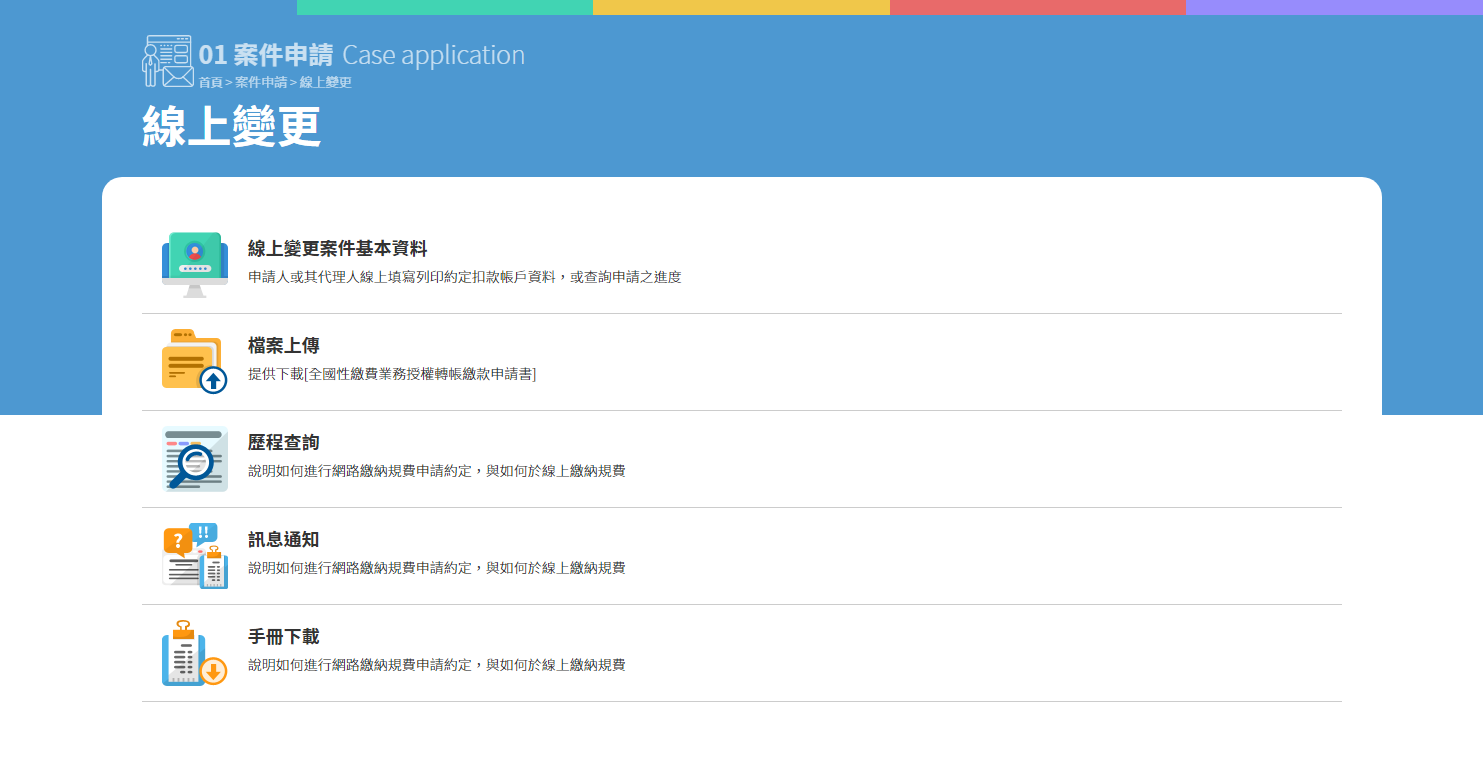 01 案件申請 Case application
首頁 > 案件申請 > 線上變更
線上變更
線上變更案件基本資料
申請人或其代理人線上填寫列印約定扣款帳戶資料，或查詢申請之進度
檔案上傳
提供下載[全國性繳費業務授權轉帳繳款申請書]
歷程查詢
說明如何進行網路繳納規費申請約定，與如何於線上繳納規費
? !!
訊息通知
說明如何進行網路繳納規費申請約定，與如何於線上繳納規費
手冊下載
說明如何進行網路繳納規費申請約定，與如何於線上繳納規費